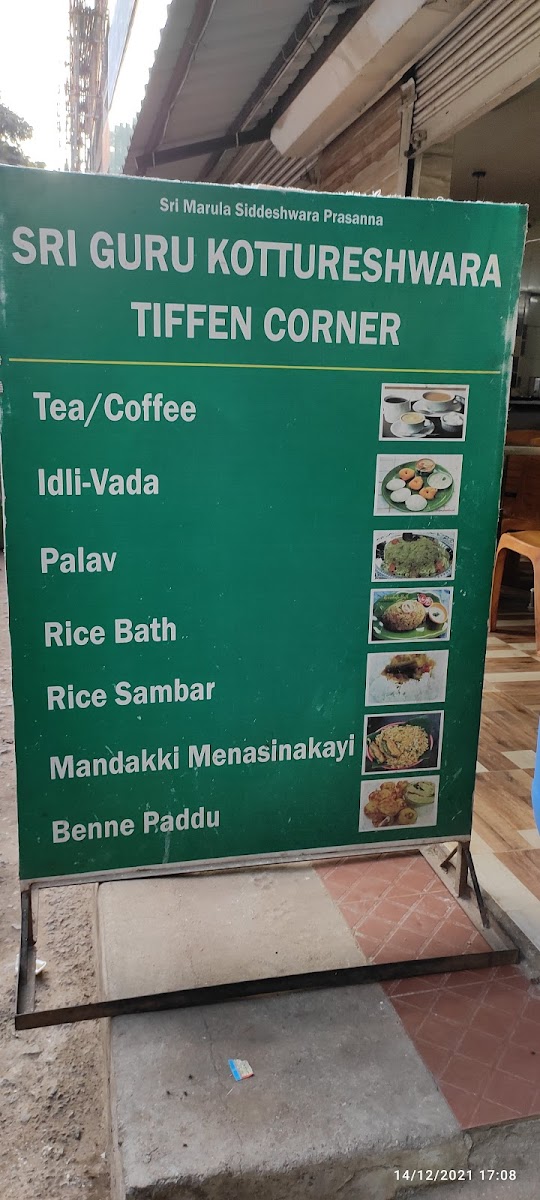 Sri Marula Siddeshwara Prasanna
SRI GURU KOTTURESHWARA
TIFFEN CORNER
Tea/Coffee
Idli-Vada
Palav
Rice Bath
Rice Sambar
Mandakki Menasinakayi
Benne Paddu
14/12/2021 17:08